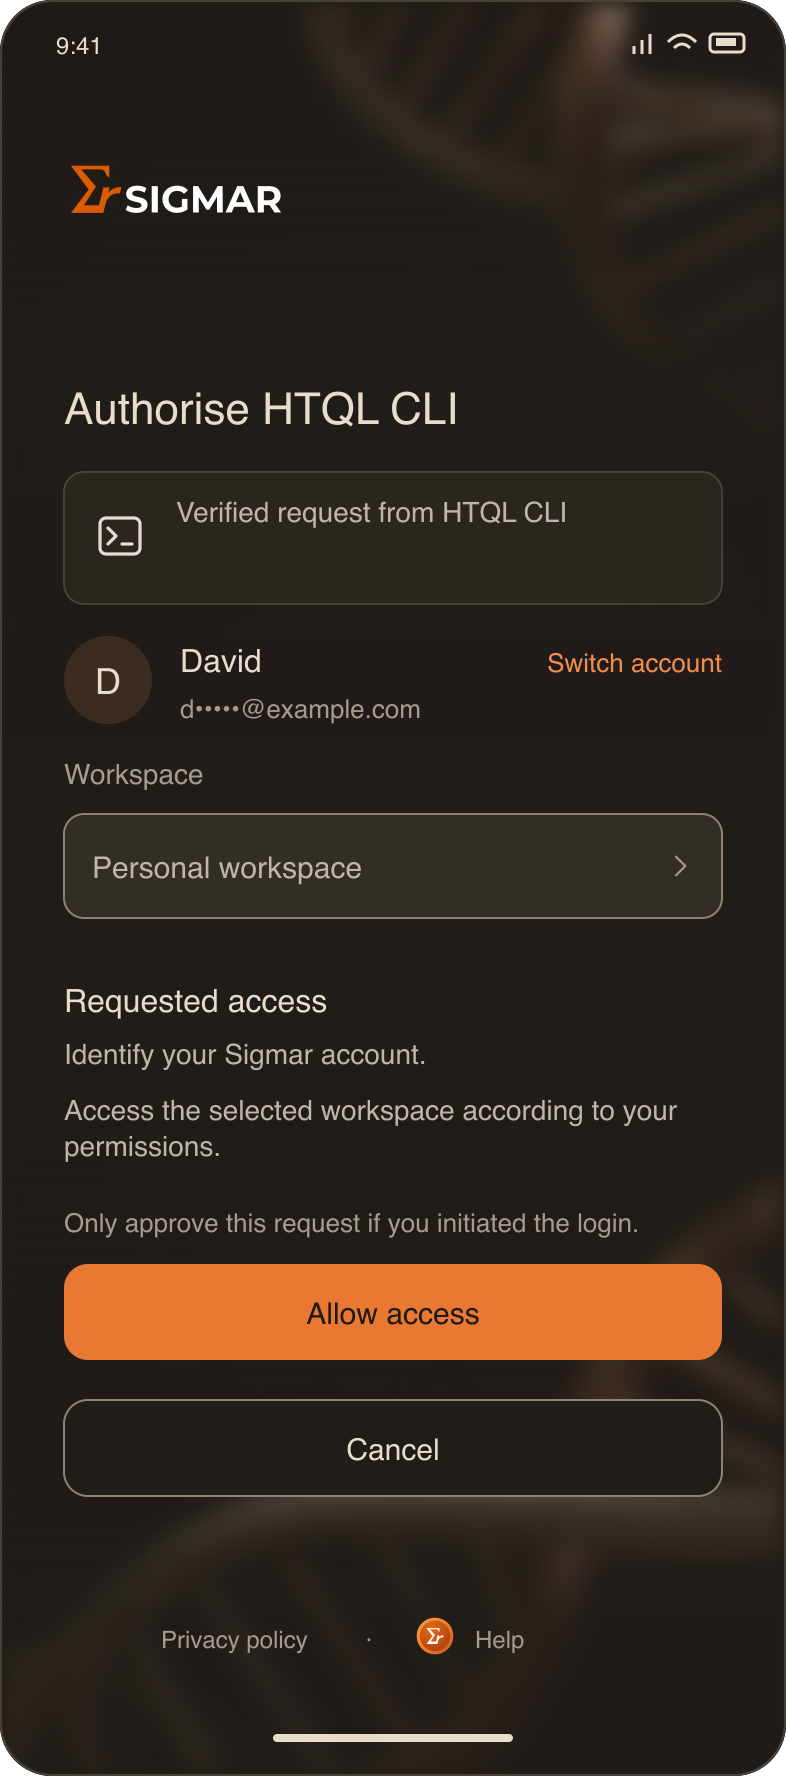 9:41
Σr SIGMAR
Authorise HTQL CLI
Verified request from HTQL CLI
D
David
Switch account
d•••••@example.com
Workspace
Personal workspace
Requested access
Identify your Sigmar account.
Access the selected workspace according to your
permissions.
Only approve this request if you initiated the login.
Allow access
Cancel
Privacy policy · Σr Help